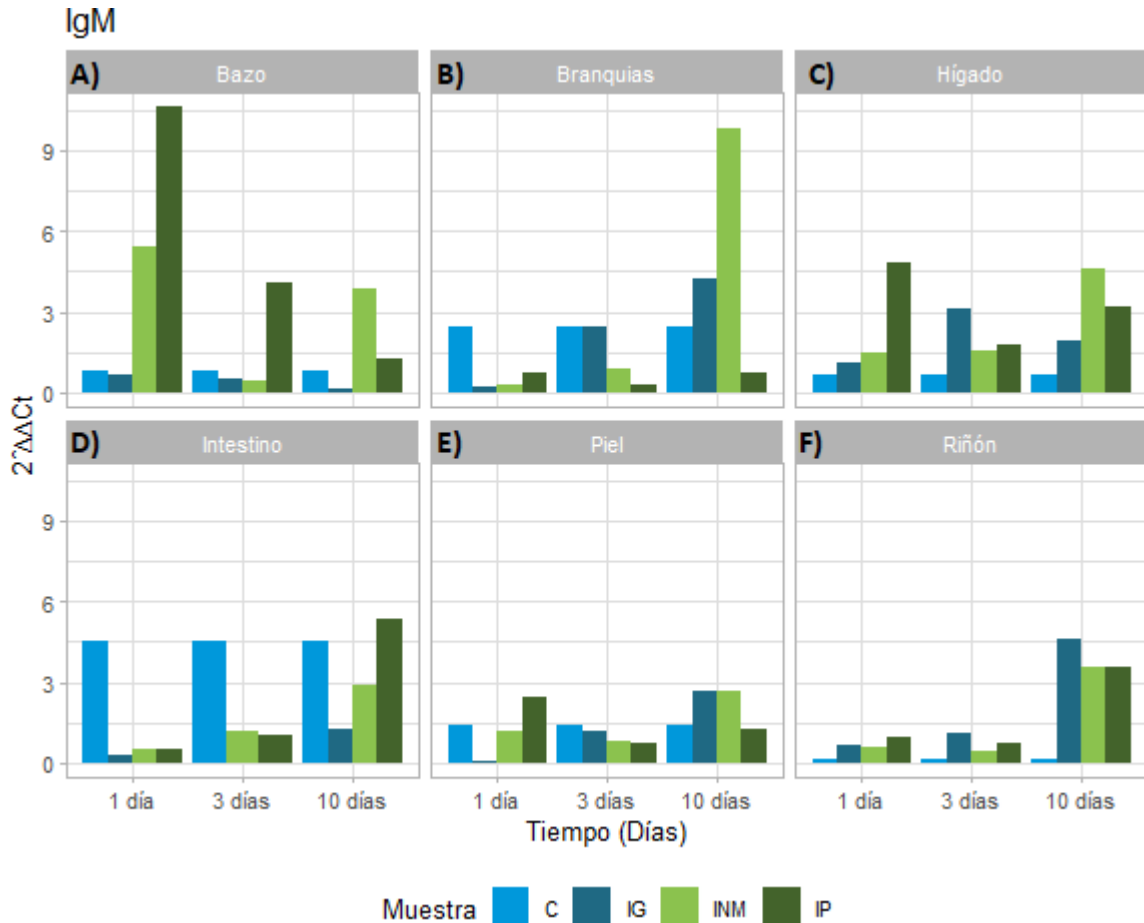 IgM
A) Bazo
B) Branquias
C) Hígado
9
6
3
0
2^ΔΔCt
D) Intestino
E) Piel
F) Riñón
9
6
3
0
1 día 3 días 10 días
1 día 3 días 10 días
1 día 3 días 10 días
Tiempo (Días)
Muestra C IG INM IP